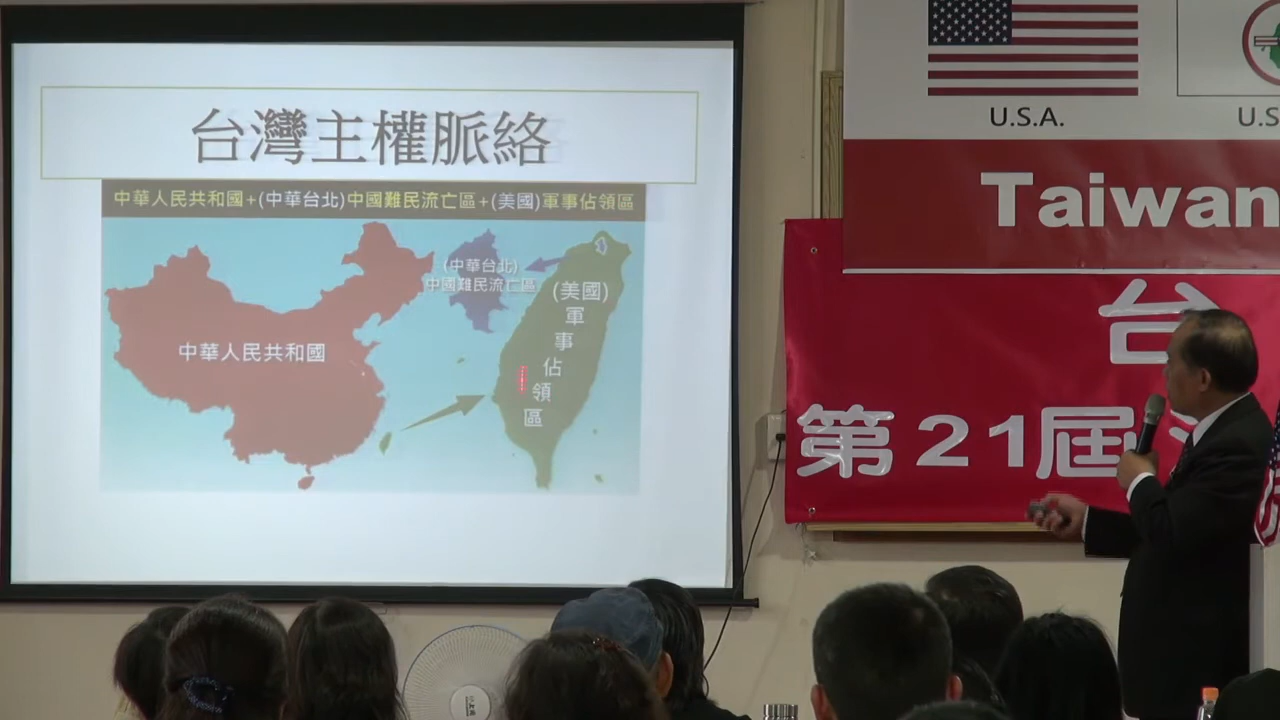 台灣主權脈絡
中華人民共和國+(中華台北)中國難民流亡區+(美國)軍事佔領區
(中華台北)
中國難民流亡區
(美國)
軍事佔領區
中華人民共和國
U.S.A.
U.S
Taiwan
台
第21屆